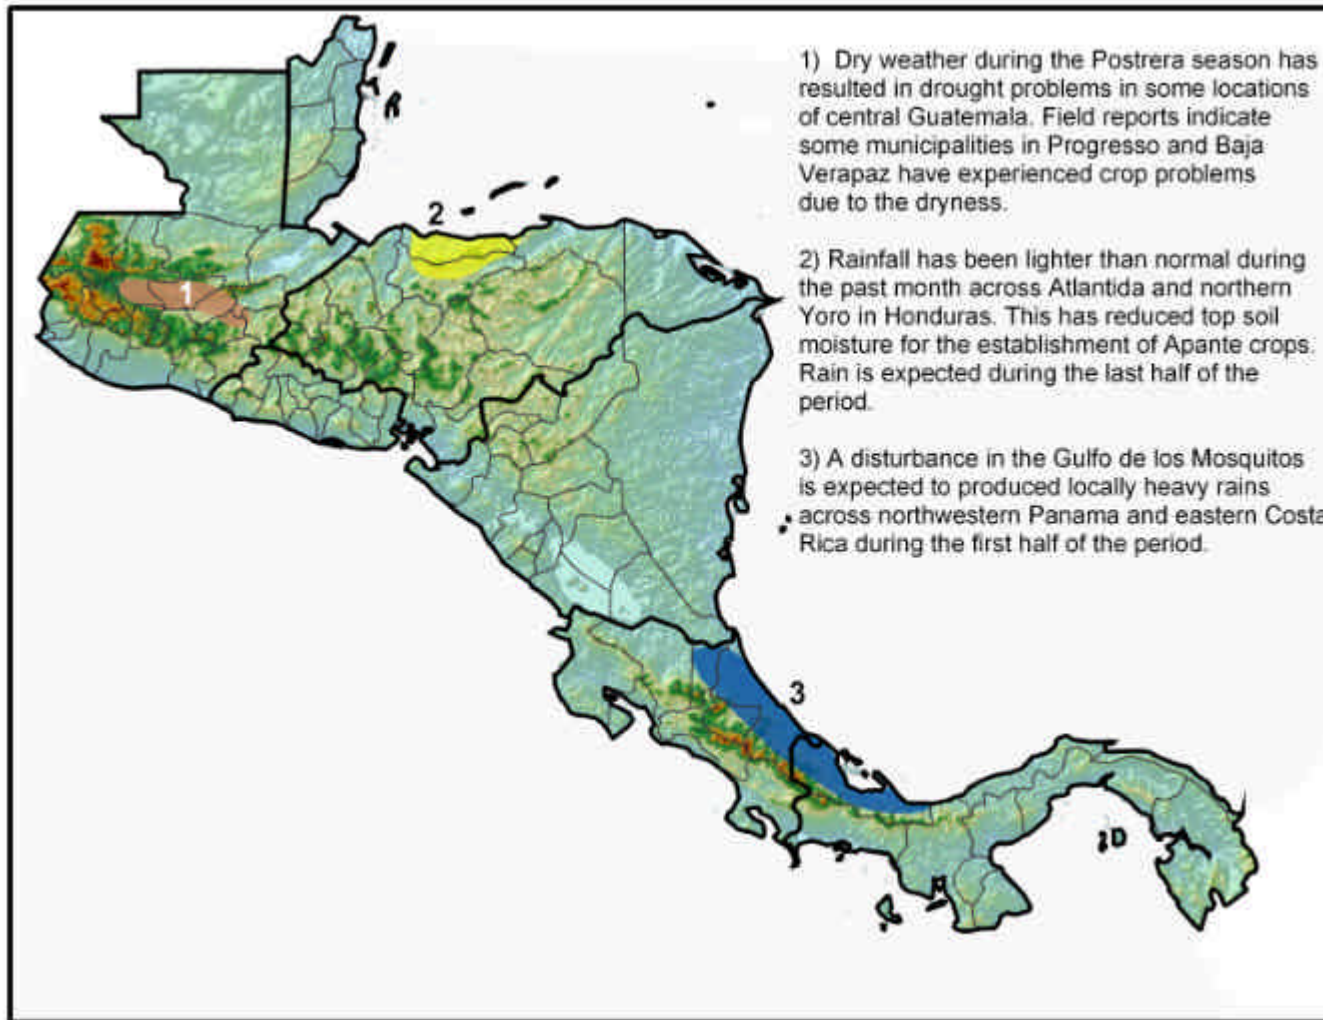 1) Dry weather during the Postrera season has
resulted in drought problems in some locations
of central Guatemala. Field reports indicate
some municipalities in Progresso and Baja
Verapaz have experienced crop problems
due to the dryness.
2) Rainfall has been lighter than normal during
the past month across Atlantida and northern
Yoro in Honduras. This has reduced top soil
moisture for the establishment of Apante crops.
Rain is expected during the last half of the
period.
3) A disturbance in the Gulfo de los Mosquitos
is expected to produced locally heavy rains
across northwestern Panama and eastern Costa
Rica during the first half of the period.
2
1
3